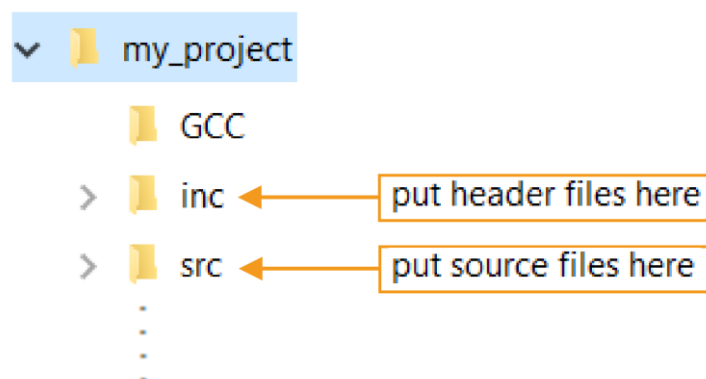 my_project
GCC
inc
put header files here
src
put source files here